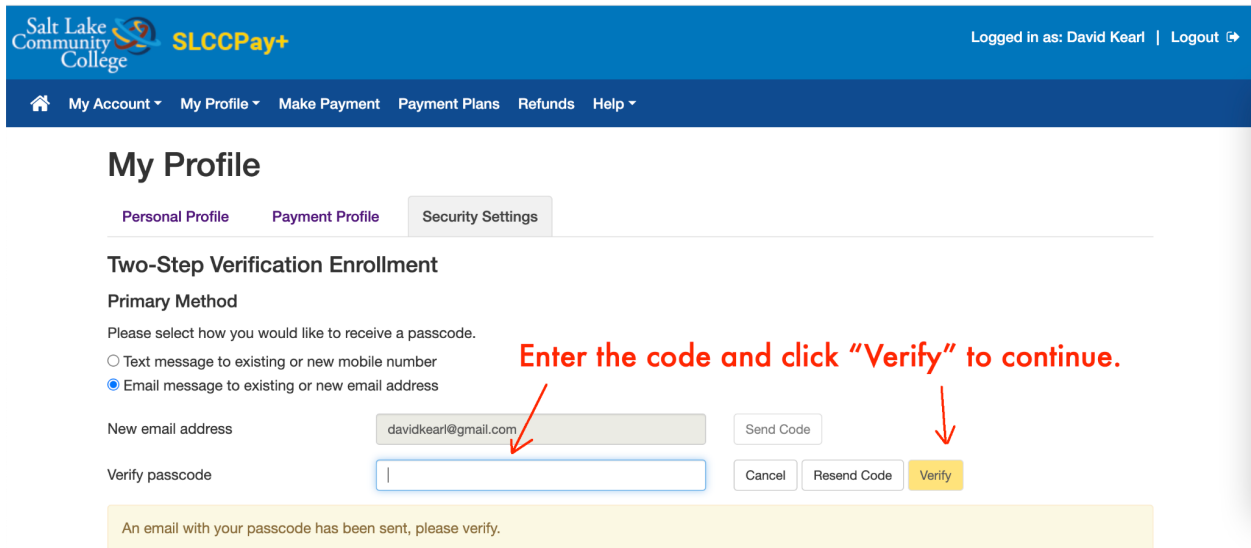 Salt Lake
Community
College
SLCCPay+
Logged in as: David Kearl | Logout
My Account My Profile Make Payment Payment Plans Refunds Help
My Profile
Personal Profile Payment Profile Security Settings
Two-Step Verification Enrollment
Primary Method
Please select how you would like to receive a passcode.
Text message to existing or new mobile number
Enter the code and click “Verify” to continue.
Email message to existing or new email address
New email address davidkearl@gmail.com Send Code
Verify passcode Cancel Resend Code Verify
An email with your passcode has been sent, please verify.